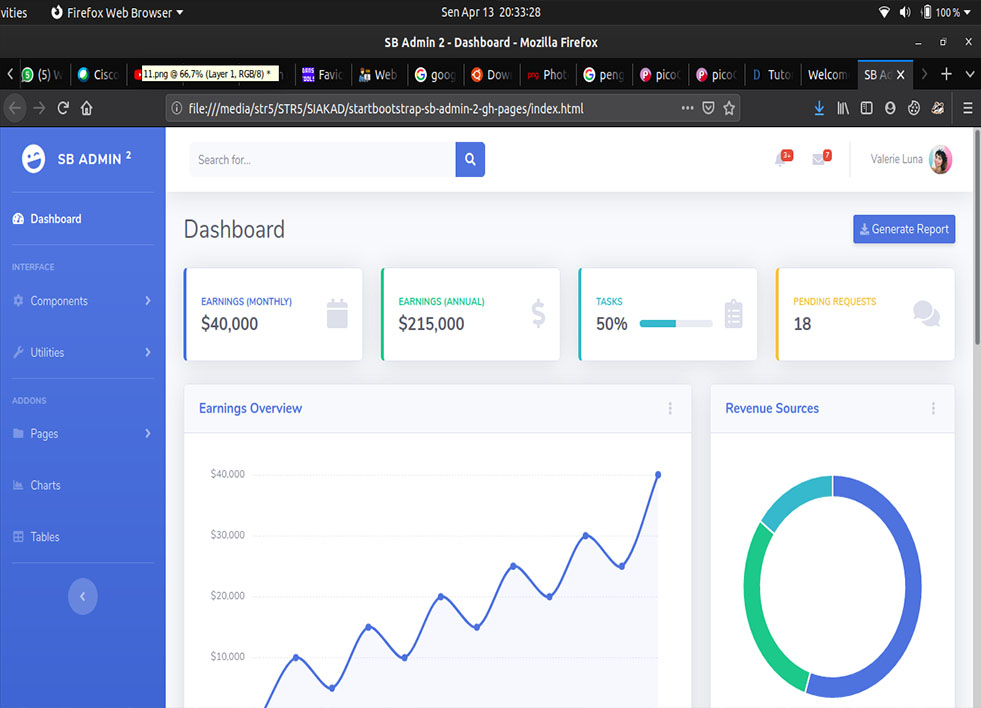 vities Firefox Web Browser Sen Apr 13 20:33:28 100 %
SB Admin 2 - Dashboard - Mozilla Firefox
(5) W Cisco 11.png @ 66,7% (Layer 1, RGB/8) * Favic Web goog Dow Phot peng pico pico Tutor Welcom SB Ad
file:///media/str5/STR5/SIAKAD/startbootstrap-sb-admin-2-gh-pages/index.html
SB ADMIN 2
Search for...
3+
7
Valerie Luna
Dashboard
INTERFACE
Components
Utilities
ADDONS
Pages
Charts
Tables
Dashboard
Generate Report
EARNINGS (MONTHLY)
$40,000
EARNINGS (ANNUAL)
$215,000
TASKS
50%
PENDING REQUESTS
18
Earnings Overview
$40,000
$30,000
$20,000
$10,000
Revenue Sources